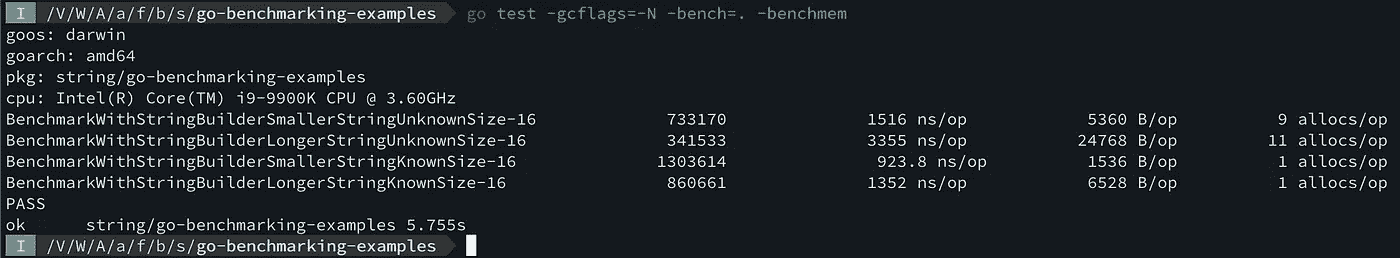 I /V/W/A/a/f/b/s/go-benchmarking-examples go test -gcflags=-N -bench=. -benchmem
goos: darwin
goarch: amd64
pkg: string/go-benchmarking-examples
cpu: Intel(R) Core(TM) i9-9900K CPU @ 3.60GHz
BenchmarkWithStringBuilderSmallerStringUnknownSize-16 733170 1516 ns/op 5360 B/op 9 allocs/op
BenchmarkWithStringBuilderLongerStringUnknownSize-16 341533 3355 ns/op 24768 B/op 11 allocs/op
BenchmarkWithStringBuilderSmallerStringKnownSize-16 1303614 923.8 ns/op 1536 B/op 1 allocs/op
BenchmarkWithStringBuilderLongerStringKnownSize-16 860661 1352 ns/op 6528 B/op 1 allocs/op
PASS
ok string/go-benchmarking-examples 5.755s
I /V/W/A/a/f/b/s/go-benchmarking-examples